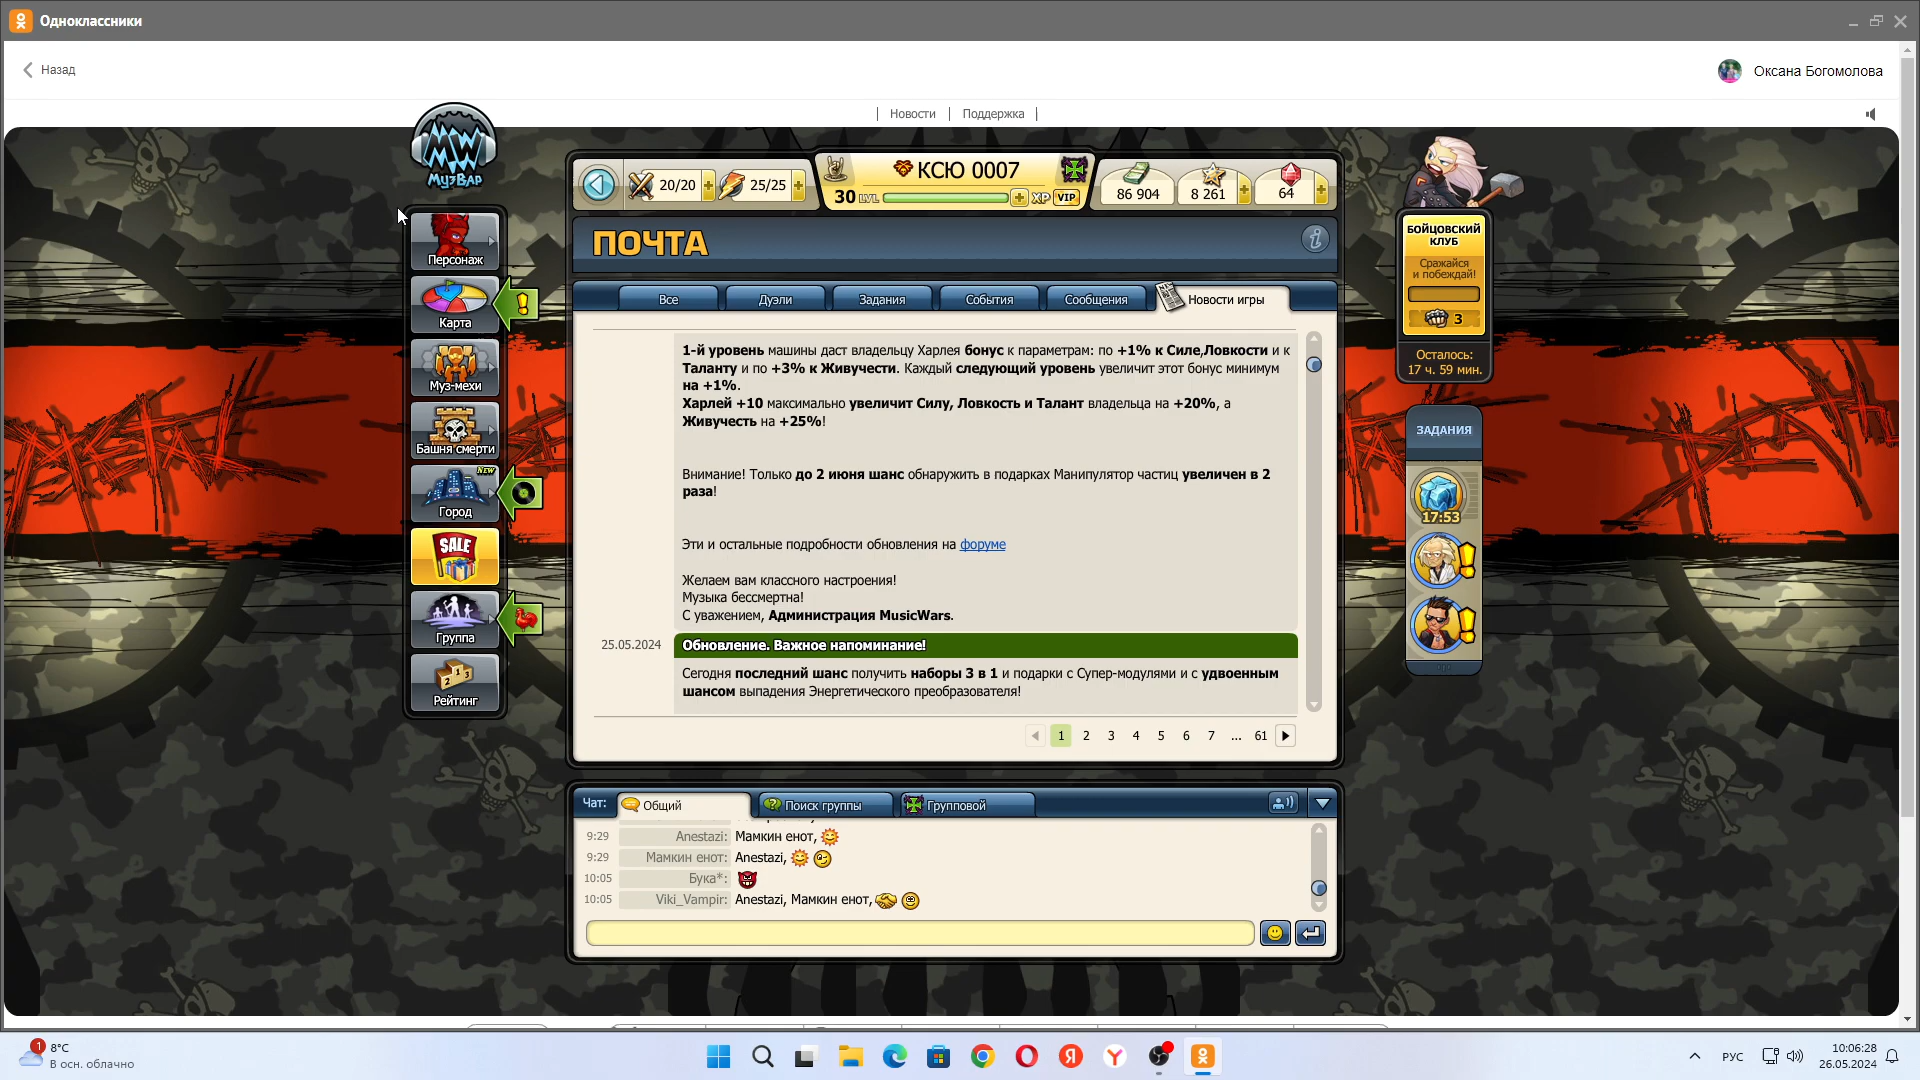 Одноклассники
Назад
Оксана Богомолова
Новости
Поддержка
MW
MW
МузВар
20/20
25/25
КСЮ 0007
30 LVL
XP
VIP
86 904
8 261
64
Персонаж
Карта
Муз-мехи
Башня смерти
NEW
Город
SALE
Группа
Рейтинг
ПОЧТА
Все
Дуэли
Задания
События
Сообщения
Новости игры
1-й уровень машины даст владельцу Харлея бонус к параметрам: по +1% к Силе,Ловкости и к
Таланту и по +3% к Живучести. Каждый следующий уровень увеличит этот бонус минимум
на +1%.
Харлей +10 максимально увеличит Силу, Ловкость и Талант владельца на +20%, а
Живучесть на +25%!
Внимание! Только до 2 июня шанс обнаружить в подарках Манипулятор частиц увеличен в 2
раза!
Эти и остальные подробности обновления на форуме
Желаем вам классного настроения!
Музыка бессмертна!
С уважением, Администрация MusicWars.
25.05.2024
Обновление. Важное напоминание!
Сегодня последний шанс получить наборы 3 в 1 и подарки с Супер-модулями и с удвоенным
шансом выпадения Энергетического преобразователя!
1 2 3 4 5 6 7 ... 61
БОЙЦОВСКИЙ
КЛУБ
Сражайся
и побеждай!
3
Осталось:
17 ч. 59 мин.
ЗАДАНИЯ
17:53
Чат:
Общий
Поиск группы
Групповой
9:29 Anestazi: Мамкин енот,
9:29 Мамкин енот: Anestazi,
10:05 Бука*:
10:05 Viki_Vampir: Anestazi, Мамкин енот,
1
8°C
В осн. облачно
РУС
10:06:28
26.05.2024